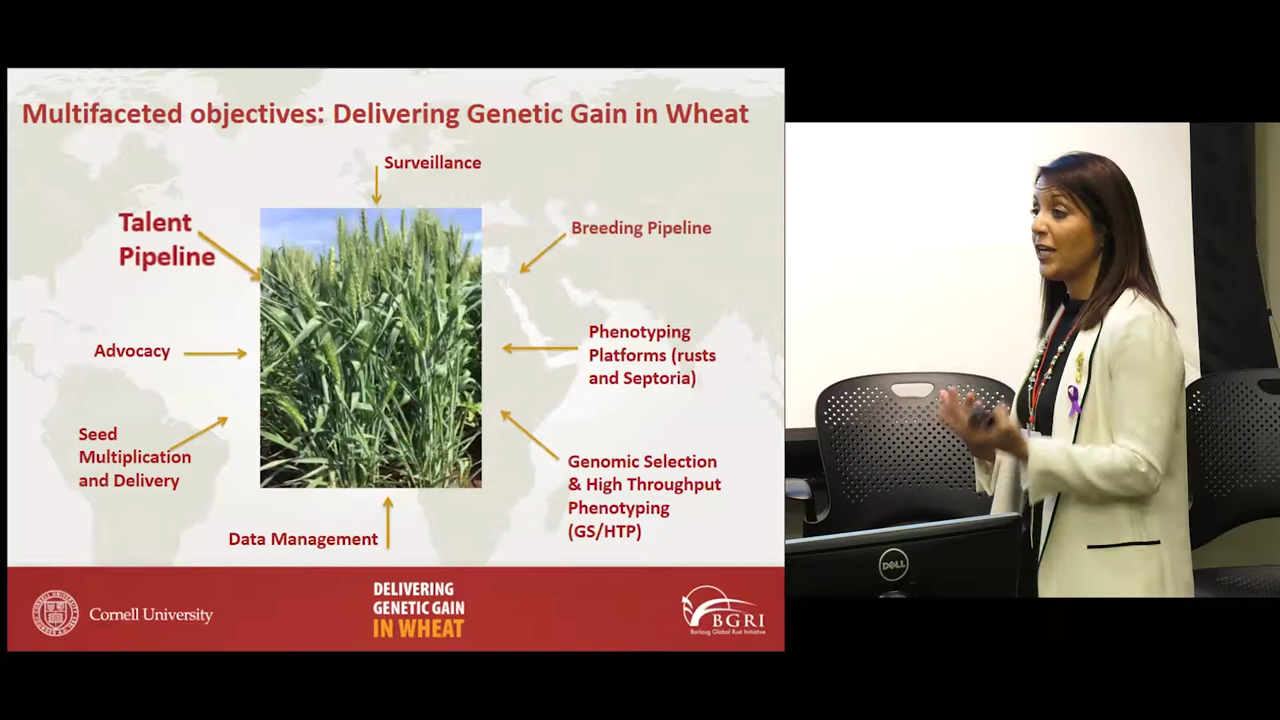 Multifaceted objectives: Delivering Genetic Gain in Wheat
Surveillance
Talent
Pipeline
Breeding Pipeline
Advocacy
Phenotyping
Platforms (rusts
and Septoria)
Seed
Multiplication
and Delivery
Genomic Selection
& High Throughput
Phenotyping
(GS/HTP)
Data Management
Cornell University
DELIVERING
GENETIC GAIN
IN WHEAT
BGRI
Borlaug Global Rust Initiative
DELL